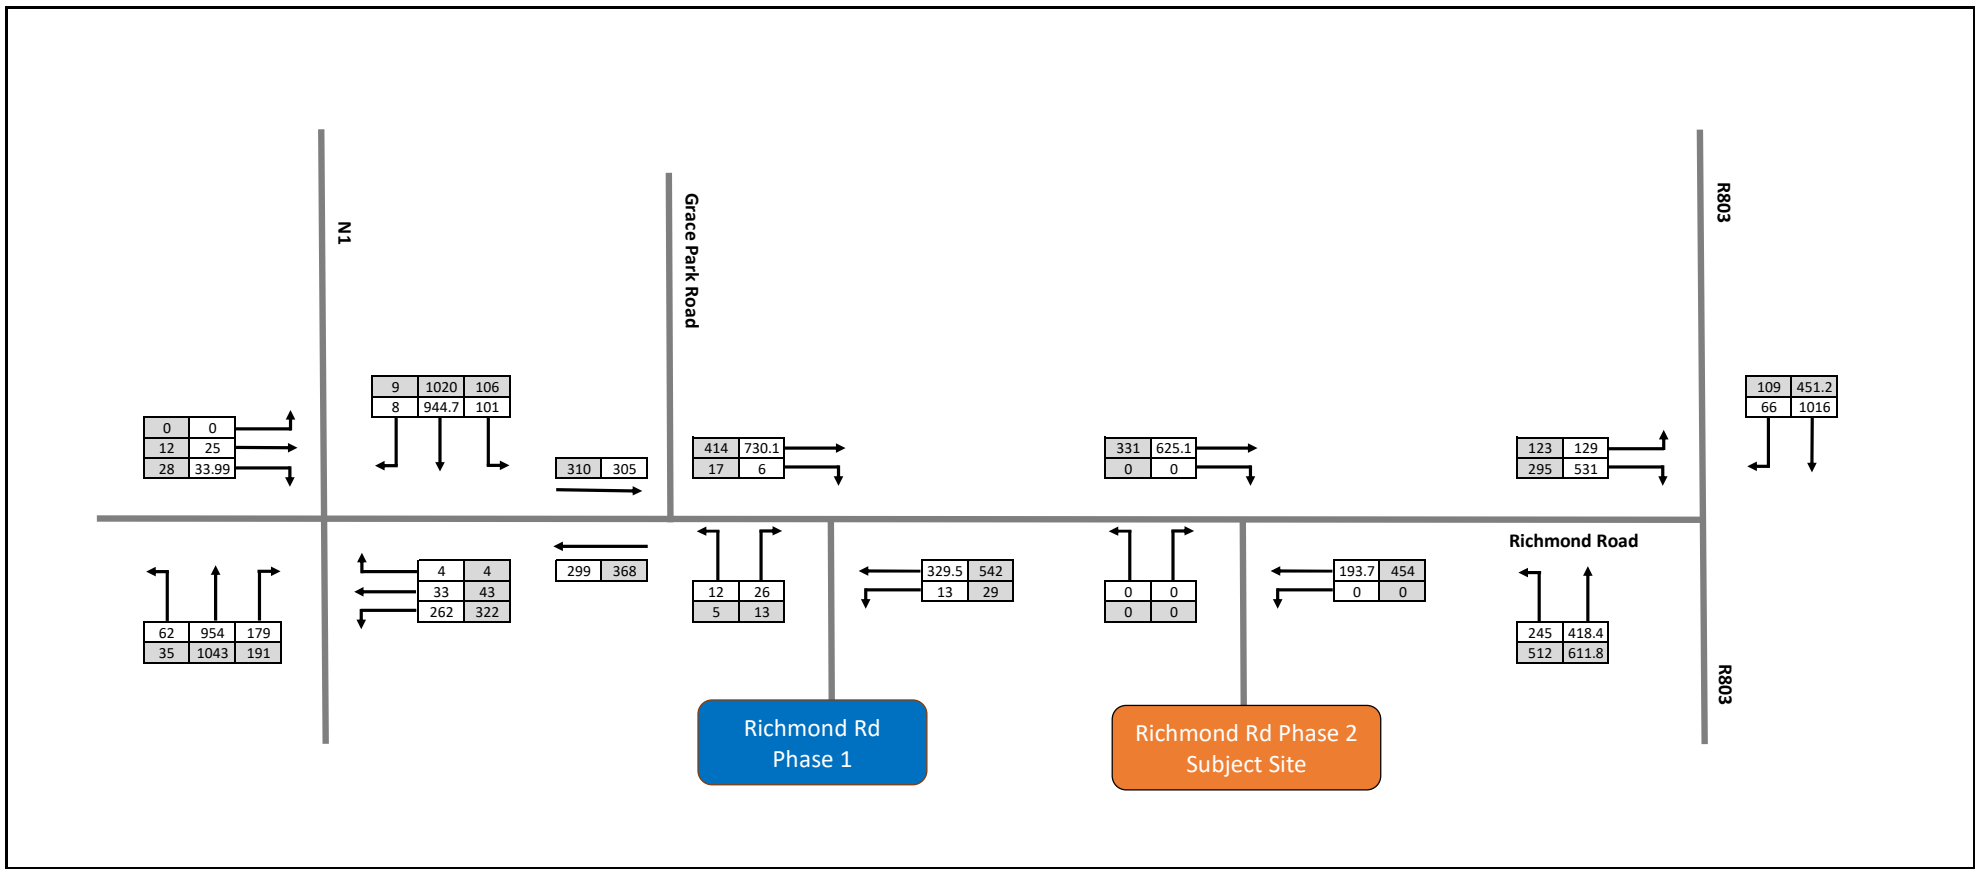 N1
Grace Park Road
R803
9 1020 106
8 944.7 101
109 451.2
66 1016
0 0
12 25
28 33.99
310 305
414 730.1
17 6
331 625.1
0 0
123 129
295 531
Richmond Road
4 4
33 43
262 322
299 368
12 26
5 13
329.5 542
13 29
0 0
0 0
193.7 454
0 0
62 954 179
35 1043 191
245 418.4
512 611.8
R803
Richmond Rd
Phase 1
Richmond Rd Phase 2
Subject Site